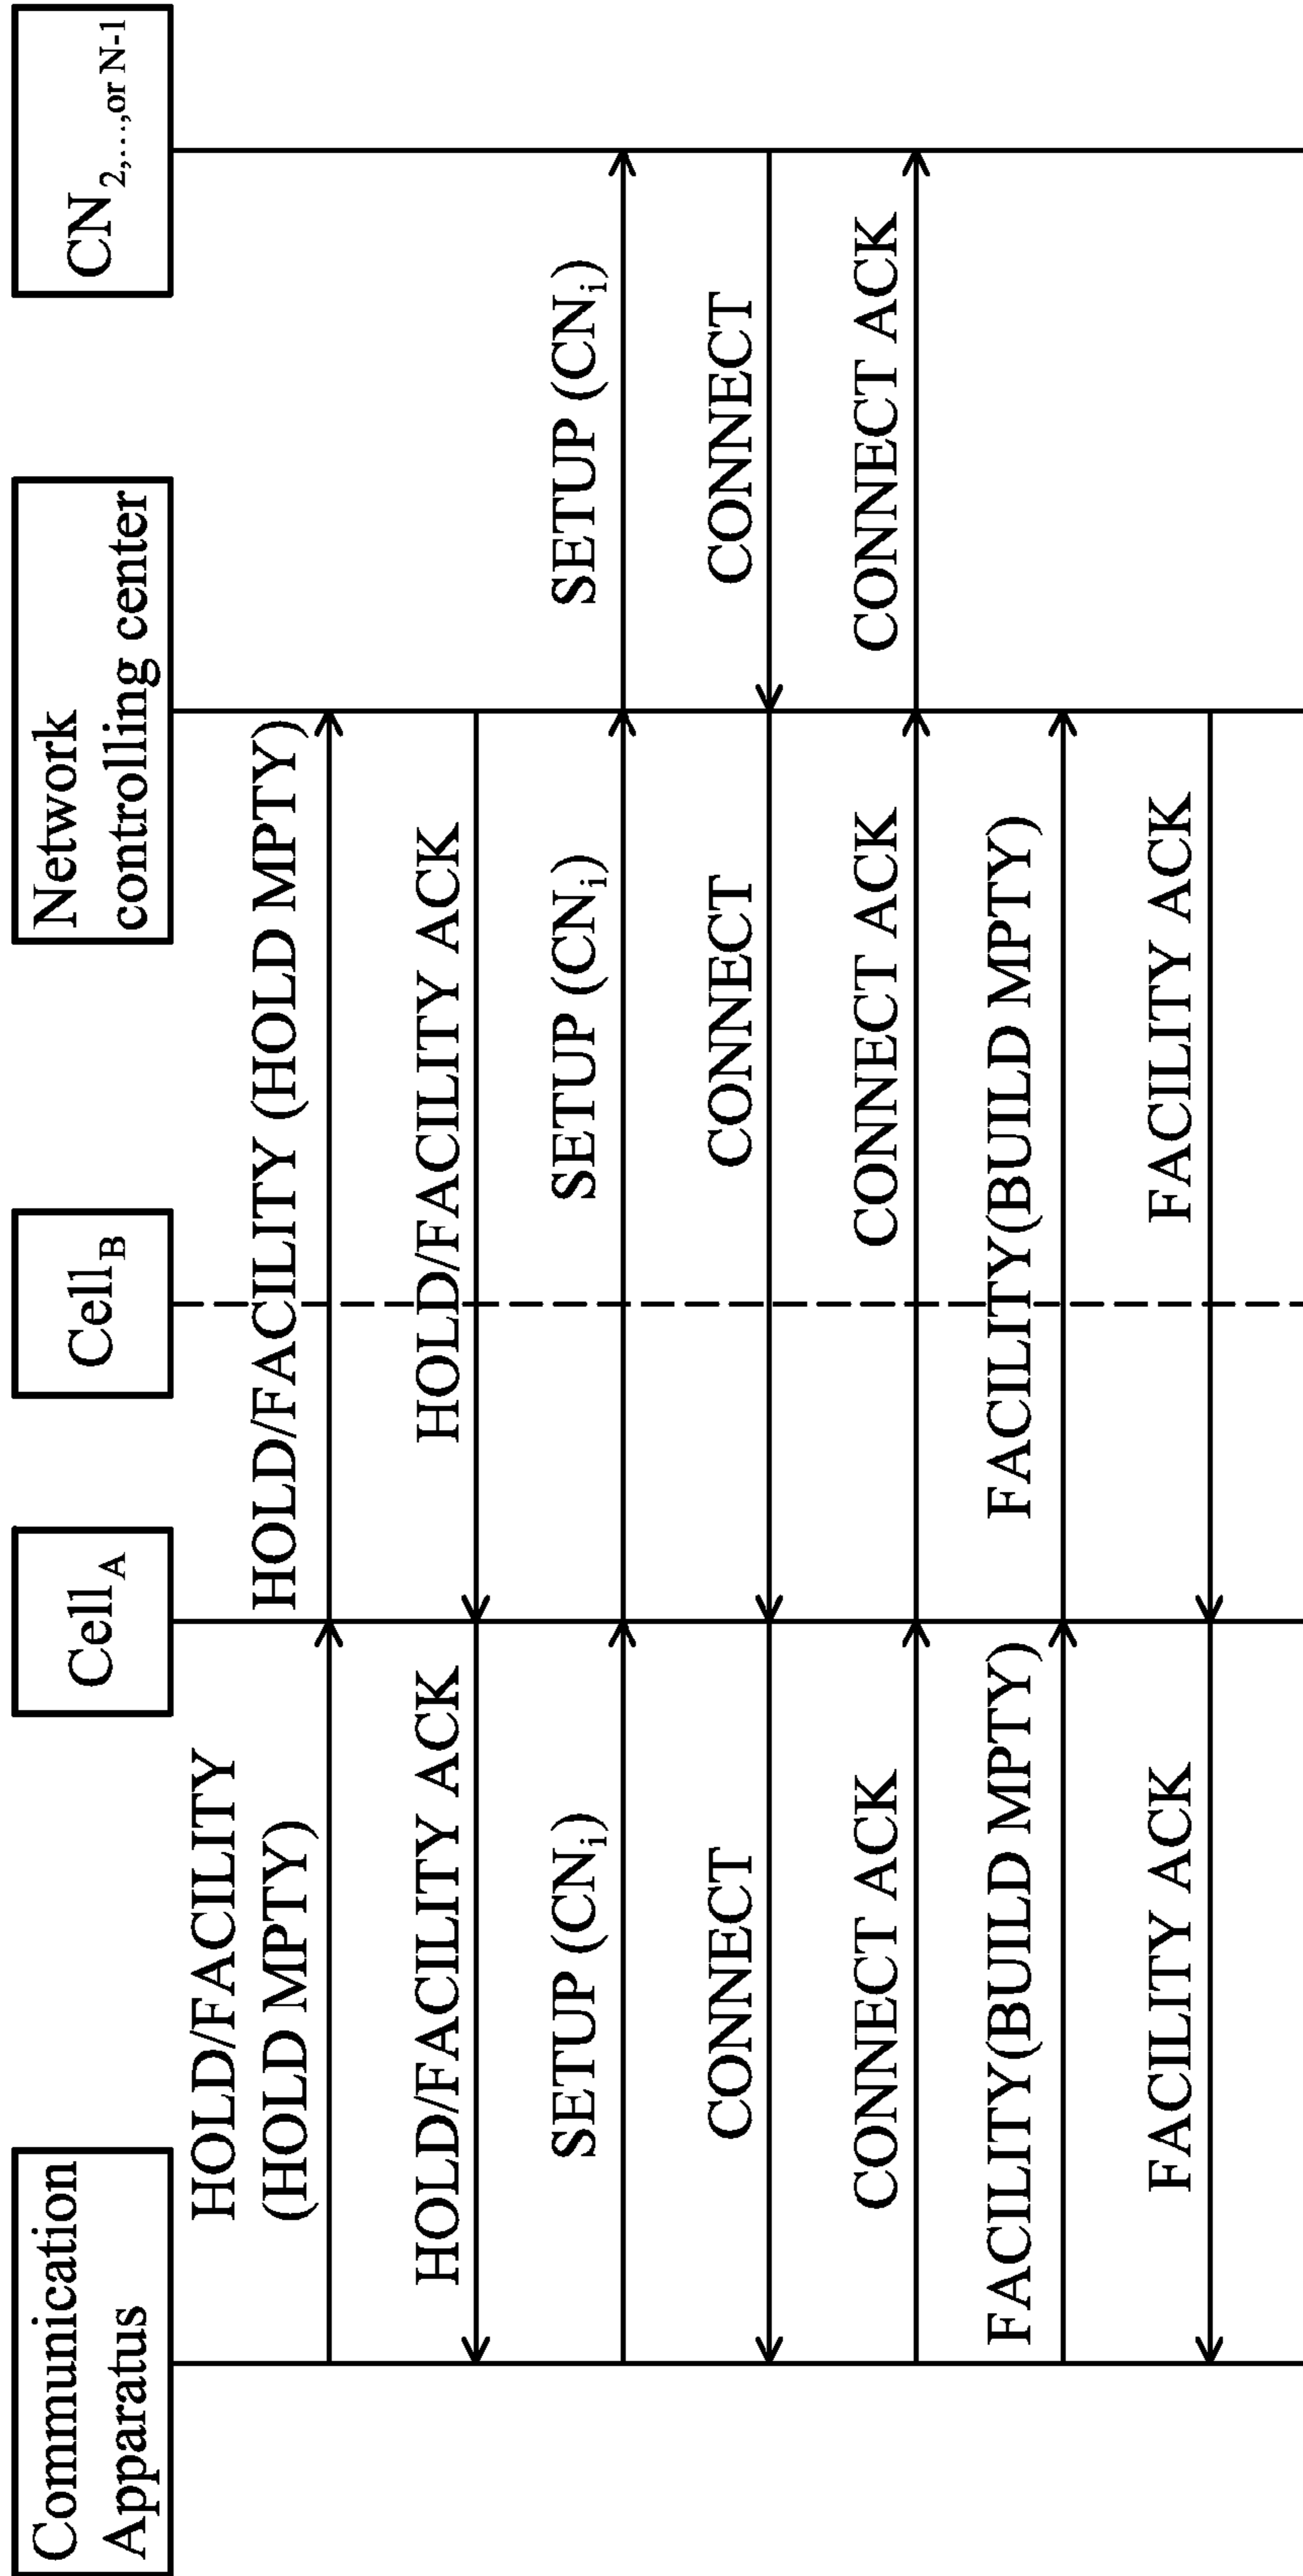 Communication
Apparatus
Cell_A
Cell_B
Network
controlling center
CN_2,...,or N-1
HOLD/FACILITY
(HOLD MPTY)
HOLD/FACILITY (HOLD MPTY)
HOLD/FACILITY ACK
HOLD/FACILITY ACK
SETUP (CN_i)
SETUP (CN_i)
SETUP (CN_i)
CONNECT
CONNECT
CONNECT
CONNECT ACK
CONNECT ACK
CONNECT ACK
FACILITY(BUILD MPTY)
FACILITY(BUILD MPTY)
FACILITY ACK
FACILITY ACK